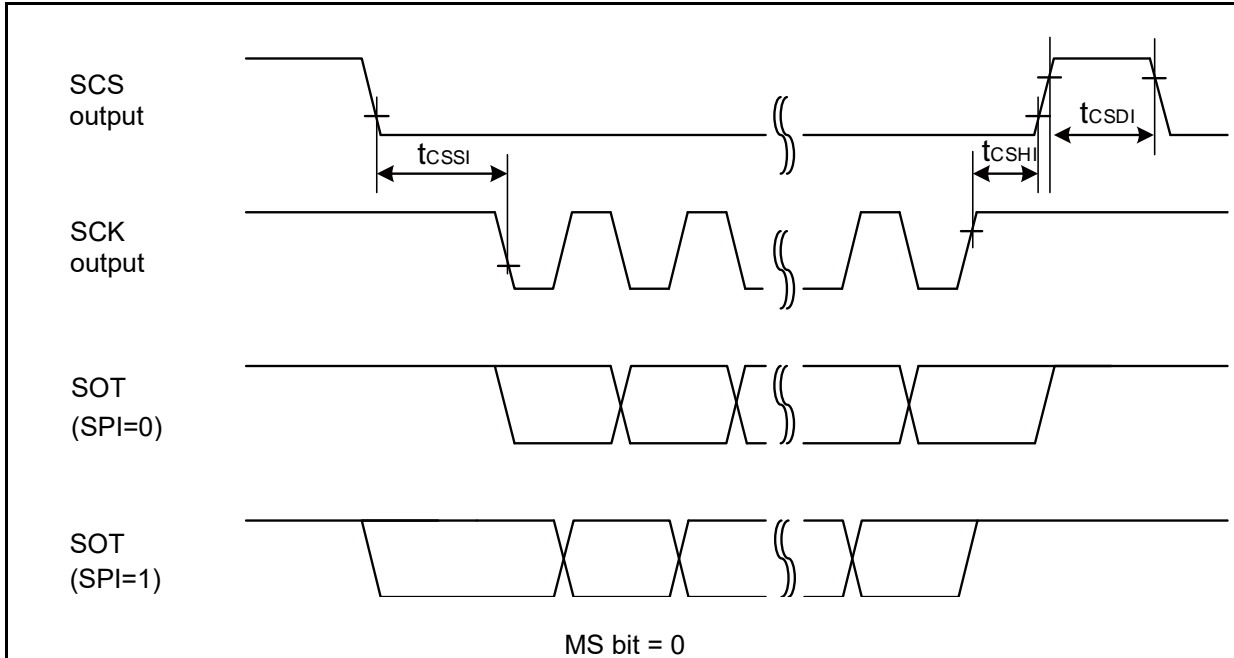 SCS
output
tCSDI
tCSSI
tCSHI
SCK
output
SOT
(SPI=0)
SOT
(SPI=1)
MS bit = 0